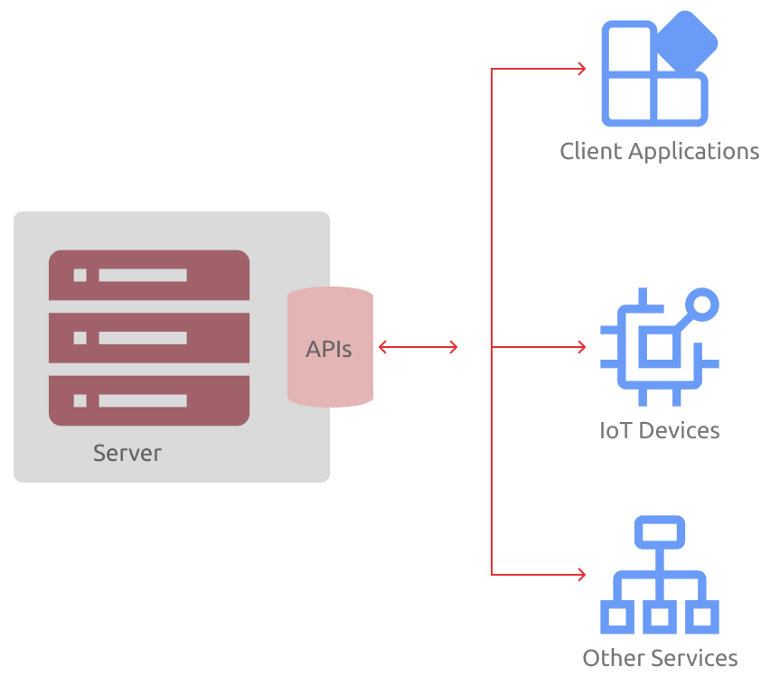 Client Applications
APIs
IoT Devices
Server
Other Services